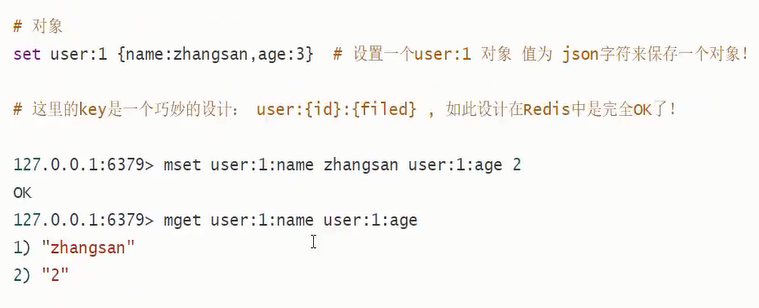 # 对象
set user:1 {name:zhangsan,age:3} # 设置一个user:1 对象 值为 json字符来保存一个对象！
# 这里的key是一个巧妙的设计： user:{id}:{filed} , 如此设计在Redis中是完全OK了！
127.0.0.1:6379> mset user:1:name zhangsan user:1:age 2
OK
127.0.0.1:6379> mget user:1:name user:1:age
1) "zhangsan"
2) "2"